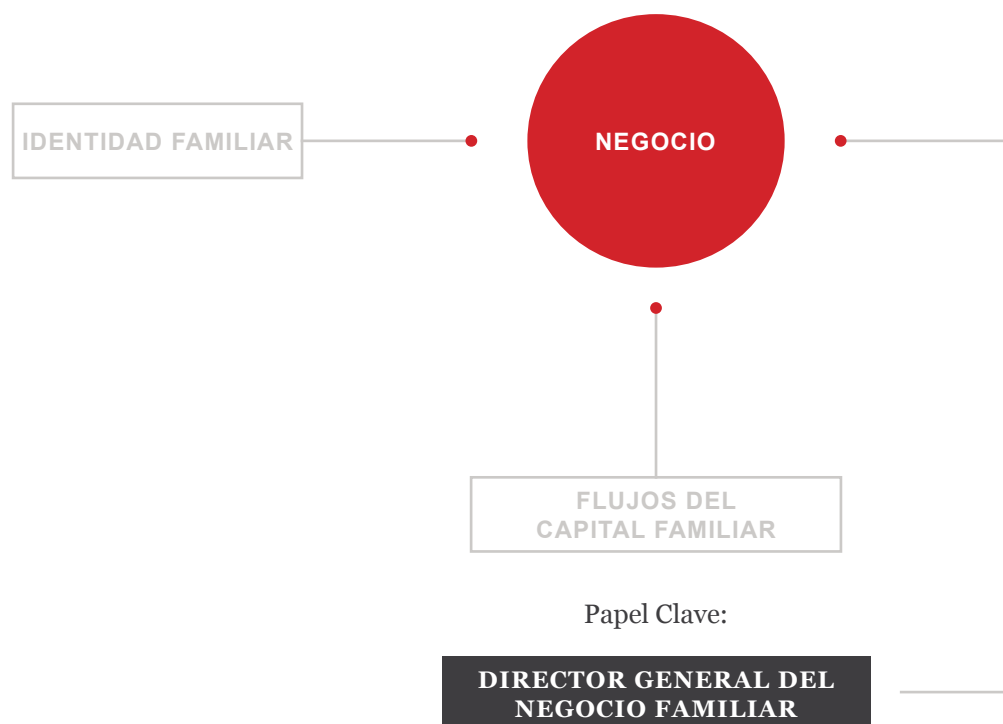 IDENTIDAD FAMILIAR
NEGOCIO
FLUJOS DEL
CAPITAL FAMILIAR
Papel Clave:
DIRECTOR GENERAL DEL
NEGOCIO FAMILIAR